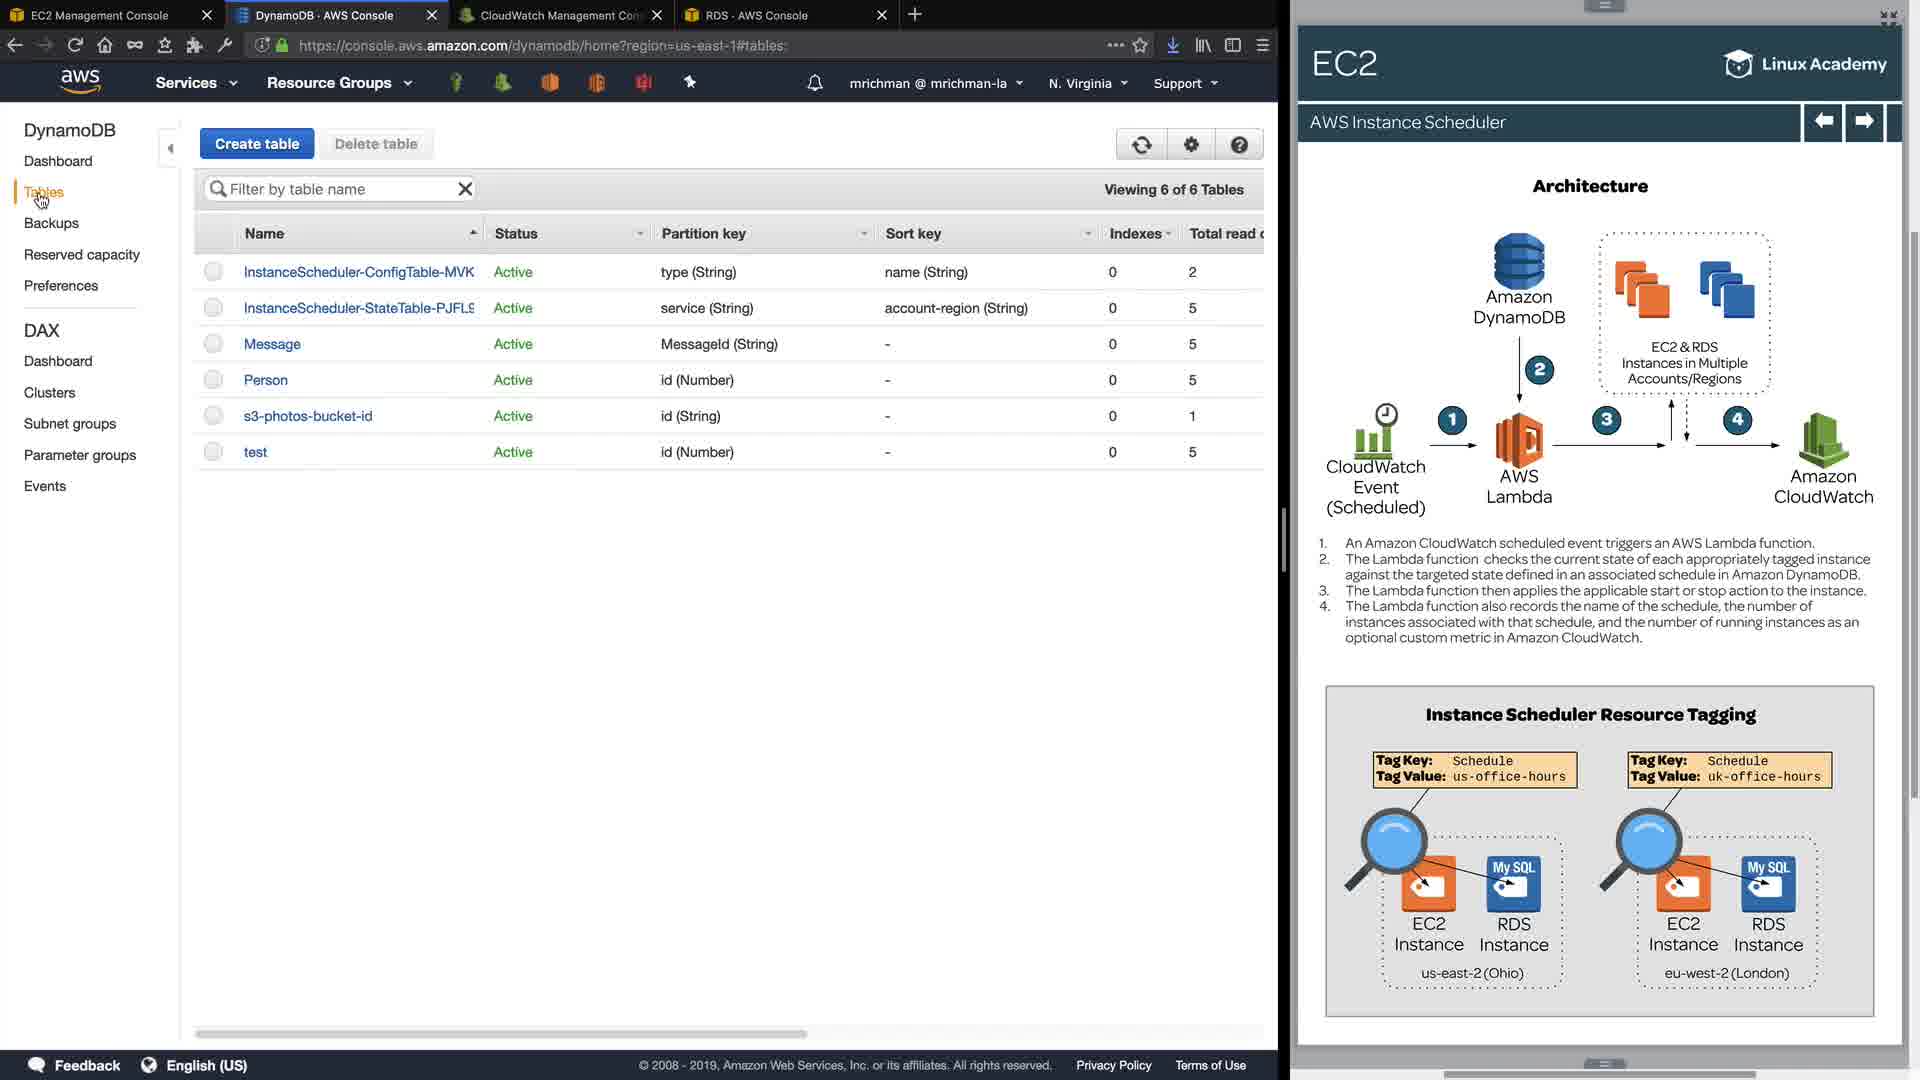 EC2 Management Console
DynamoDB · AWS Console
CloudWatch Management Con
RDS · AWS Console
https://console.aws.amazon.com/dynamodb/home?region=us-east-1#tables:
aws
Services
Resource Groups
mrichman @ mrichman-la
N. Virginia
Support
DynamoDB
Dashboard
Tables
Backups
Reserved capacity
Preferences
DAX
Dashboard
Clusters
Subnet groups
Parameter groups
Events
Create table
Delete table
Filter by table name
Viewing 6 of 6 Tables
Name Status Partition key Sort key Indexes Total read c
InstanceScheduler-ConfigTable-MVK Active type (String) name (String) 0 2
InstanceScheduler-StateTable-PJFL9 Active service (String) account-region (String) 0 5
Message Active MessageId (String) - 0 5
Person Active id (Number) - 0 5
s3-photos-bucket-id Active id (String) - 0 1
test Active id (Number) - 0 5
Feedback
English (US)
© 2008 - 2019, Amazon Web Services, Inc. or its affiliates. All rights reserved.
Privacy Policy
Terms of Use
EC2
Linux Academy
AWS Instance Scheduler
Architecture
Amazon
DynamoDB
EC2 & RDS
Instances in Multiple
Accounts/Regions
1
2
3
4
CloudWatch
Event
(Scheduled)
AWS
Lambda
Amazon
CloudWatch
1. An Amazon CloudWatch scheduled event triggers an AWS Lambda function.
2. The Lambda function checks the current state of each appropriately tagged instance
against the targeted state defined in an associated schedule in Amazon DynamoDB.
3. The Lambda function then applies the applicable start or stop action to the instance.
4. The Lambda function also records the name of the schedule, the number of
instances associated with that schedule, and the number of running instances as an
optional custom metric in Amazon CloudWatch.
Instance Scheduler Resource Tagging
Tag Key: Schedule
Tag Value: us-office-hours
Tag Key: Schedule
Tag Value: uk-office-hours
My SQL
My SQL
EC2
Instance
RDS
Instance
EC2
Instance
RDS
Instance
us-east-2 (Ohio)
eu-west-2 (London)